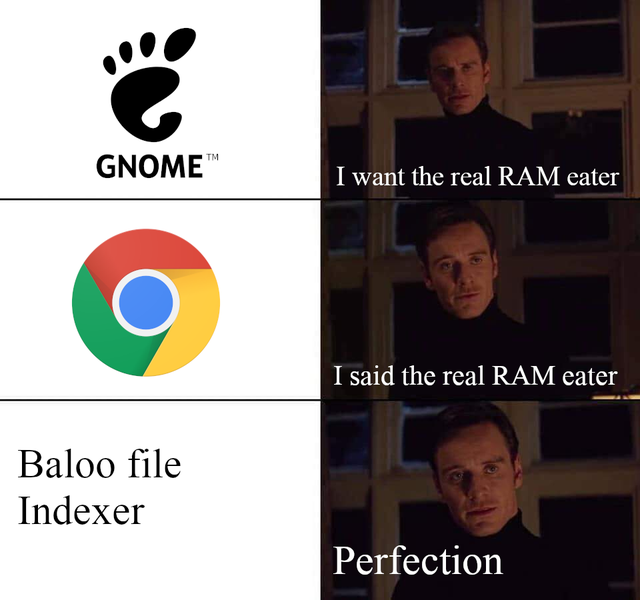 GNOME™
I want the real RAM eater
I said the real RAM eater
Baloo file
Indexer
Perfection